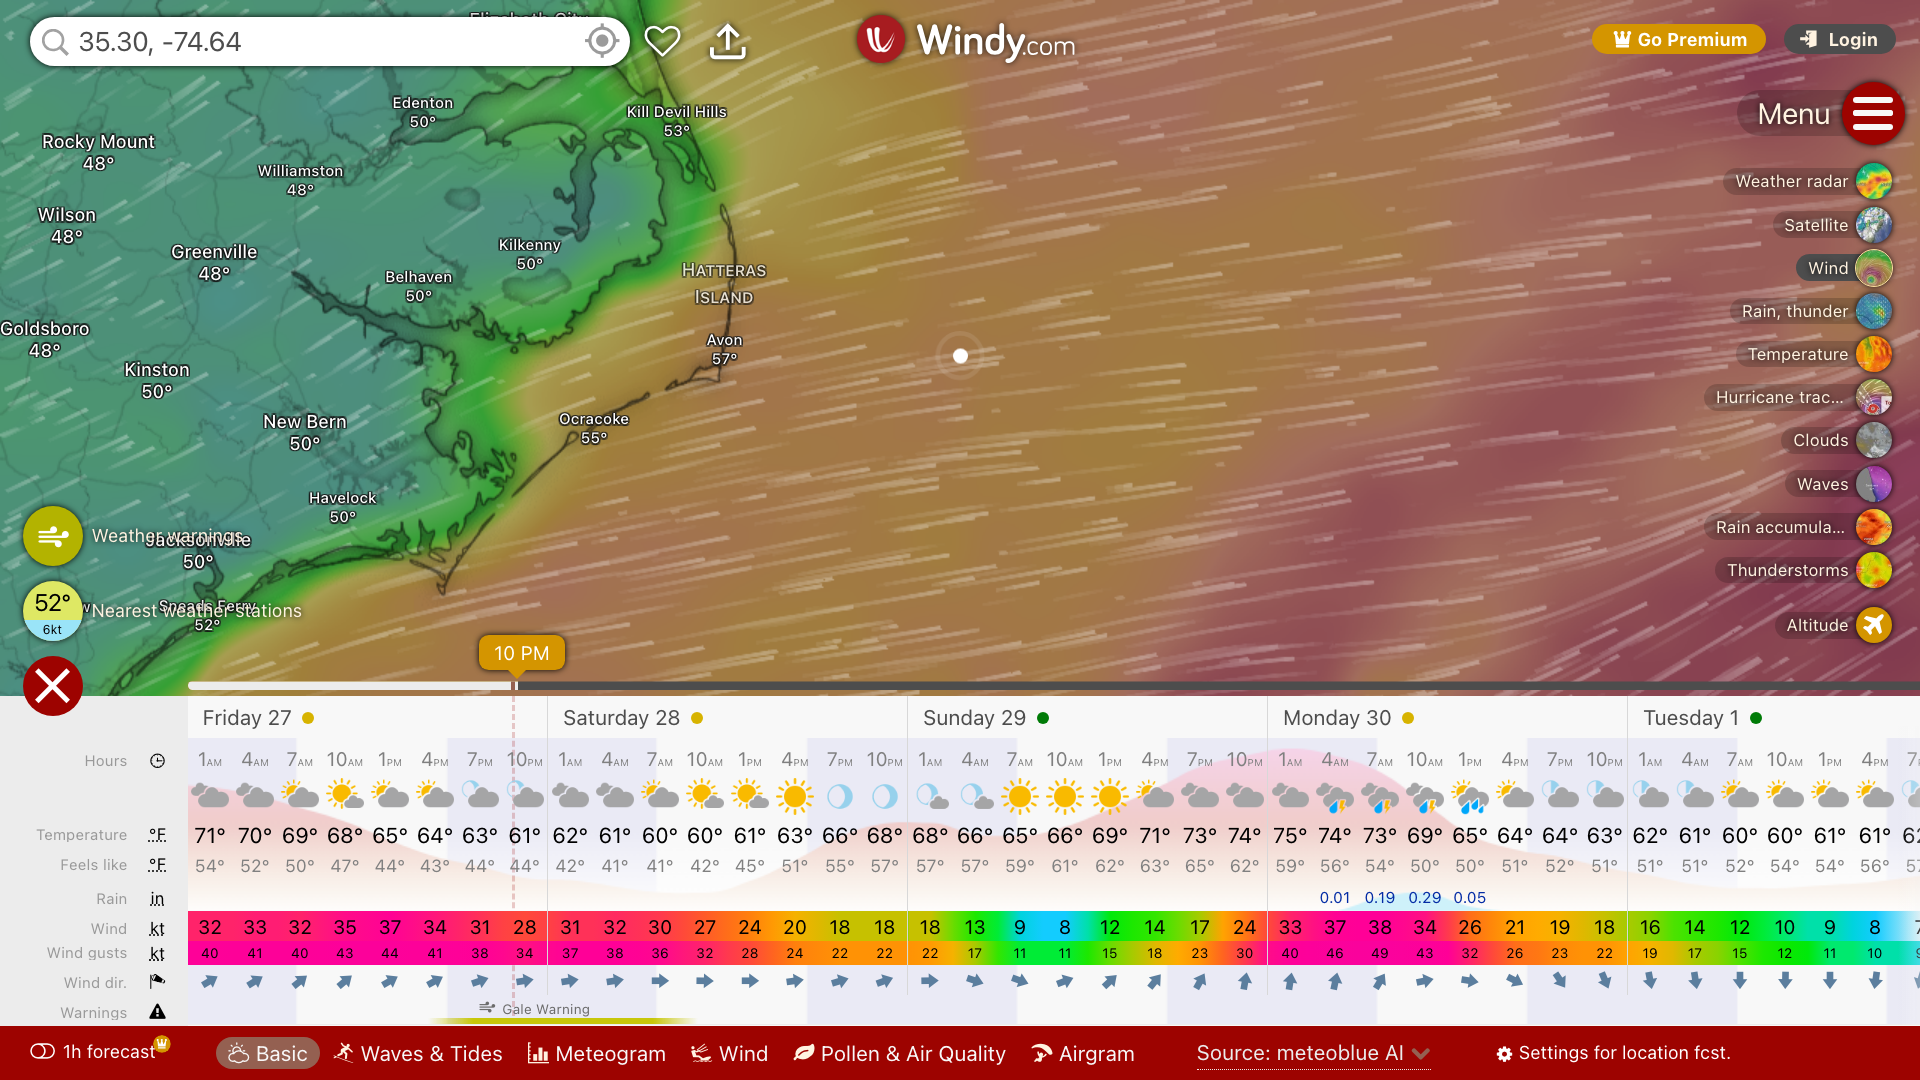 Elizabeth City
35.30, -74.64
Windy.com
Go Premium
Login
Menu
Edenton
50°
Kill Devil Hills
53°
Rocky Mount
48°
Williamston
48°
Weather radar
Wilson
48°
Satellite
Greenville
48°
Kilkenny
50°
Belhaven
50°
HATTERAS
ISLAND
Wind
Rain, thunder
Goldsboro
48°
Avon
57°
Temperature
Kinston
50°
Hurricane trac...
New Bern
50°
Ocracoke
55°
Clouds
Havelock
50°
Waves
Weather warnings
Jacksonville
50°
Rain accumula...
Thunderstorms
52°
6kt
Nearest weather stations
Sneads Ferry
52°
Altitude
10 PM
Friday 27 Saturday 28 Sunday 29 Monday 30 Tuesday 1
Hours 1AM 4AM 7AM 10AM 1PM 4PM 7PM 10PM 1AM 4AM 7AM 10AM 1PM 4PM 7PM 10PM 1AM 4AM 7AM 10AM 1PM 4PM 7PM 10PM 1AM 4AM 7AM 10AM 1PM 4PM 7PM 10PM 1AM 4AM 7AM 10AM 1PM 4PM
Temperature °F 71° 70° 69° 68° 65° 64° 63° 61° 62° 61° 60° 60° 61° 63° 66° 68° 68° 66° 65° 66° 69° 71° 73° 74° 75° 74° 73° 69° 65° 64° 64° 63° 62° 61° 60° 60° 61° 61°
Feels like °F 54° 52° 50° 47° 44° 43° 44° 44° 42° 41° 41° 42° 45° 51° 55° 57° 57° 57° 59° 61° 62° 63° 65° 62° 59° 56° 54° 50° 50° 51° 52° 51° 51° 51° 52° 54° 54° 56°
Rain in 0.01 0.19 0.29 0.05
Wind kt 32 33 32 35 37 34 31 28 31 32 30 27 24 20 18 18 18 13 9 8 12 14 17 24 33 37 38 34 26 21 19 18 16 14 12 10 9 8
Wind gusts kt 40 41 40 43 44 41 38 34 37 38 36 32 28 24 22 22 22 17 11 11 15 18 23 30 40 46 49 43 32 26 23 22 19 17 15 12 11 10
Wind dir.
Warnings Gale Warning
1h forecast
Basic
Waves & Tides
Meteogram
Wind
Pollen & Air Quality
Airgram
Source: meteoblue AI
Settings for location fcst.